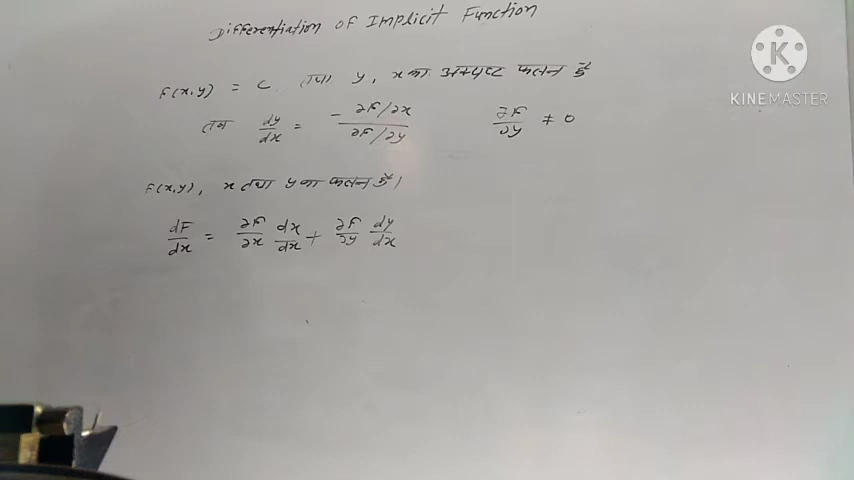 Differentiation of Implicit Function
F(x,y) = c तथा y, x का अस्पष्ट फलन है
तब dy/dx = - ∂F/∂x / ∂F/∂y ∂F/∂y ≠ 0
F(x,y), x तथा y का फलन है।
dF/dx = ∂F/∂x dx/dx + ∂F/∂y dy/dx
K
KINEMASTER